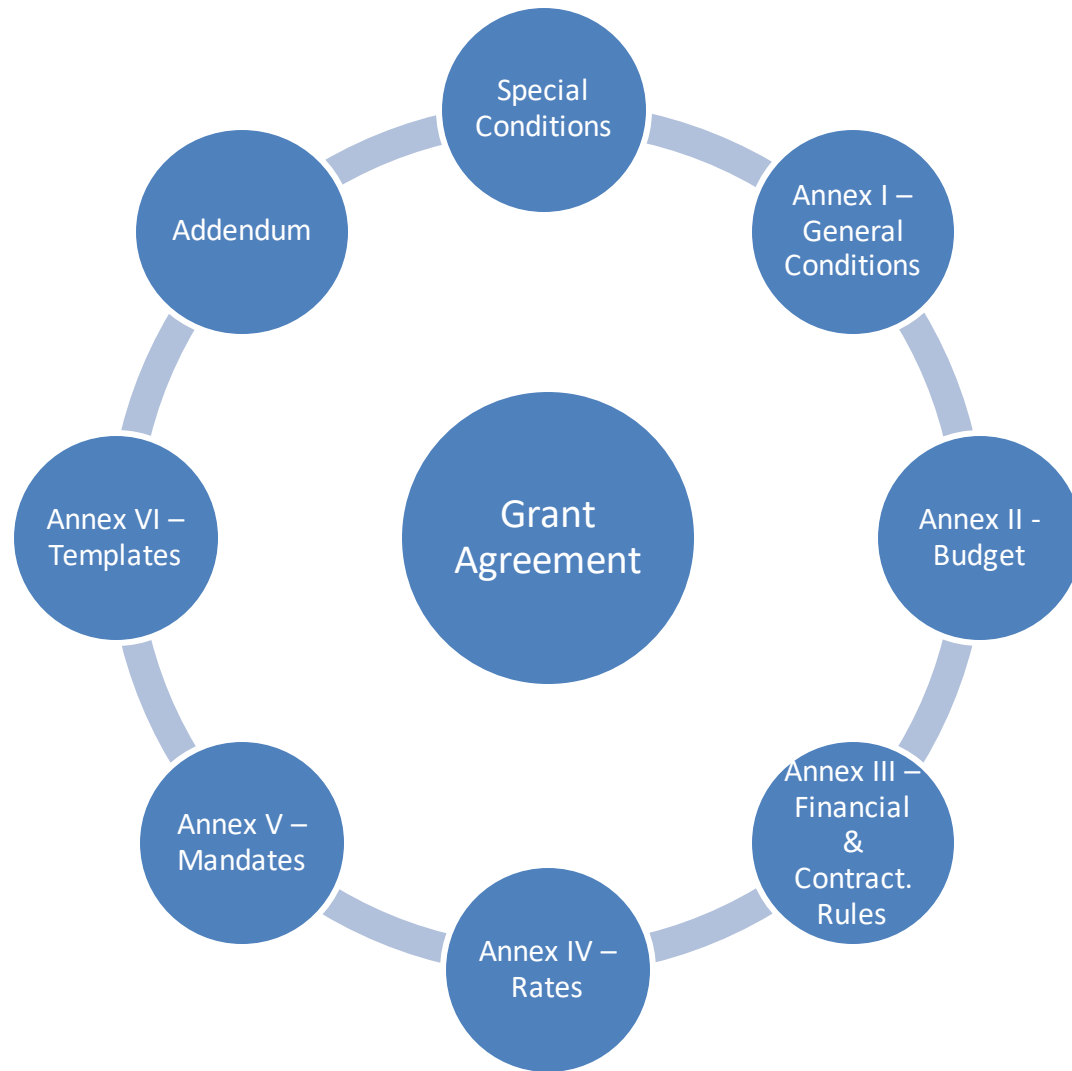 Special
Conditions
Annex I –
General
Conditions
Annex II -
Budget
Annex III –
Financial
&
Contract.
Rules
Annex IV –
Rates
Annex V –
Mandates
Annex VI –
Templates
Addendum
Grant
Agreement